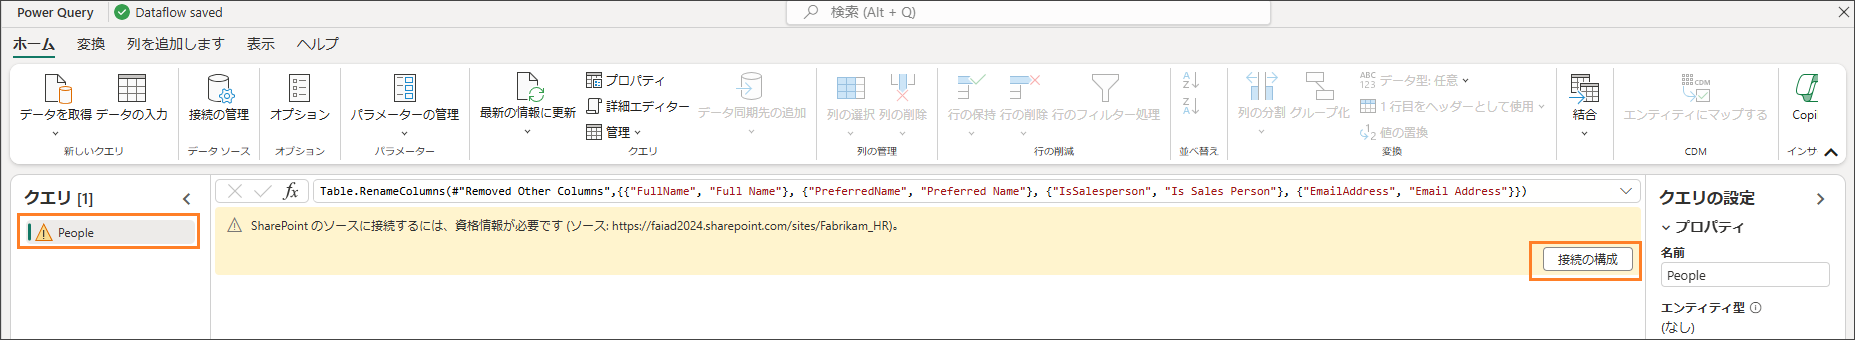 Power Query
Dataflow saved
検索 (Alt + Q)
ホーム 変換 列を追加します 表示 ヘルプ
データを取得
データの入力
新しいクエリ
接続の管理
データ ソース
オプション
オプション
パラメーターの管理
パラメーター
最新の情報に更新
プロパティ
詳細エディター
管理
データ同期先の追加
クエリ
列の選択
列の削除
列の管理
行の保持
行の削除
行のフィルター処理
行の削減
A
Z
Z
A
並べ替え
列の分割
グループ化
ABC
123
データ型: 任意
1 行目をヘッダーとして使用
1
2
値の置換
変換
結合
CDM
エンティティにマップする
CDM
Copi
インサ
クエリ [1]
People
fx
Table.RenameColumns(#"Removed Other Columns",{{"FullName", "Full Name"}, {"PreferredName", "Preferred Name"}, {"IsSalesperson", "Is Sales Person"}, {"EmailAddress", "Email Address"}})
SharePoint のソースに接続するには、資格情報が必要です (ソース: https://faiad2024.sharepoint.com/sites/Fabrikam_HR)。
接続の構成
クエリの設定
プロパティ
名前
People
エンティティ型
(なし)